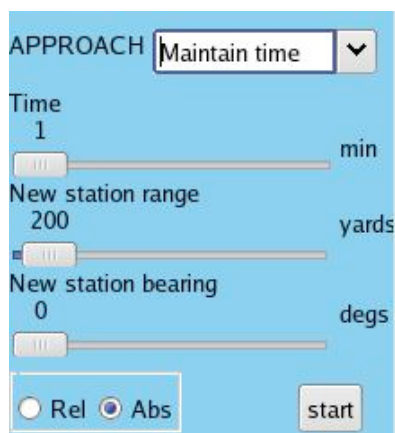 APPROACH Maintain time
Time
1
min
New station range
200
yards
New station bearing
0
degs
Rel Abs
start